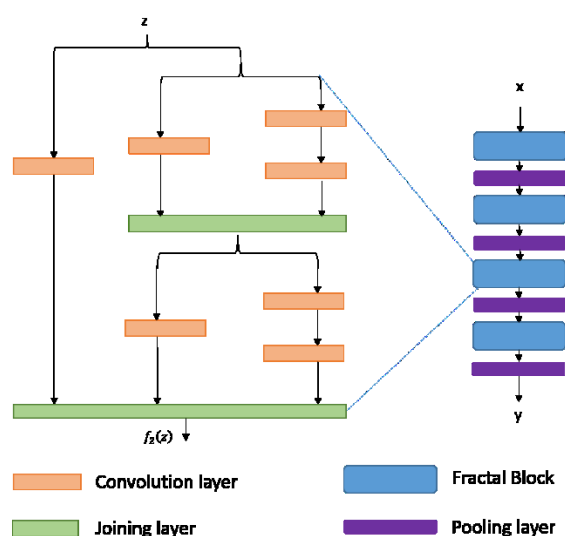 z
x
f₂(z)
y
Convolution layer
Fractal Block
Joining layer
Pooling layer